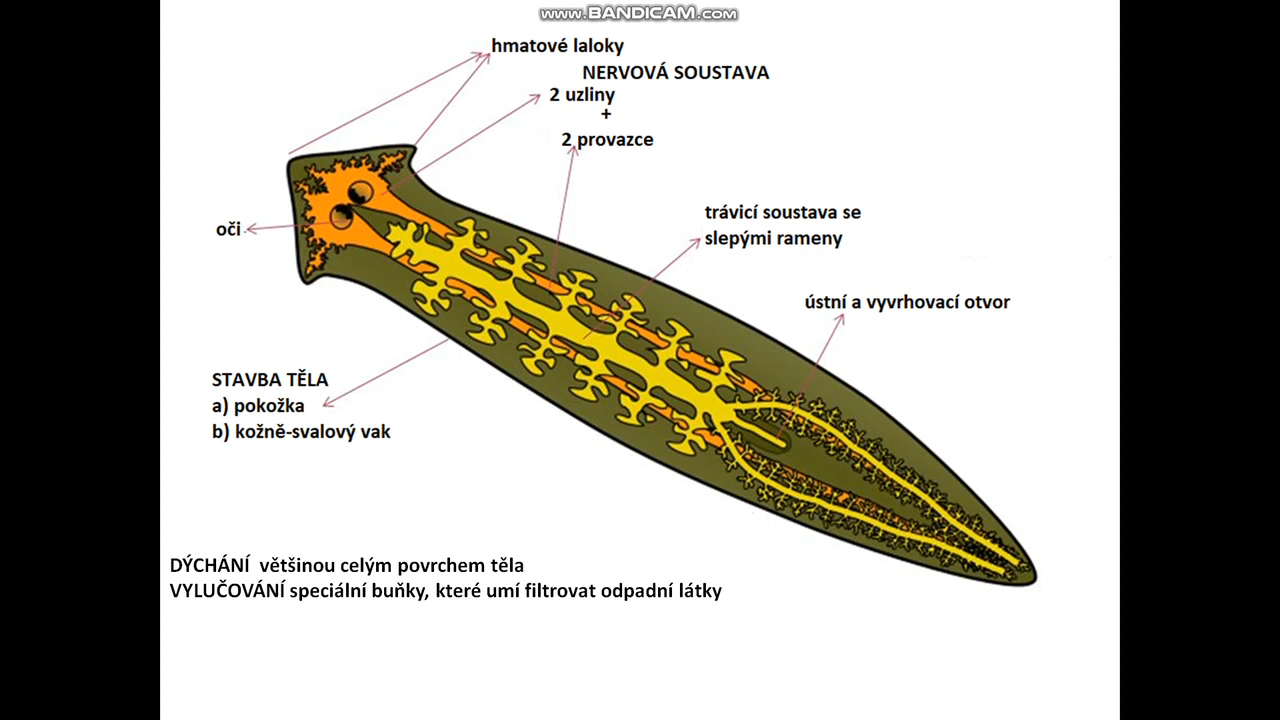 www.BANDICAM.com
hmatové laloky
NERVOVÁ SOUSTAVA
2 uzliny
+
2 provazce
trávicí soustava se
slepými rameny
oči
ústní a vyvrhovací otvor
STAVBA TĚLA
a) pokožka
b) kožně-svalový vak
DÝCHÁNÍ většinou celým povrchem těla
VYLUČOVÁNÍ speciální buňky, které umí filtrovat odpadní látky